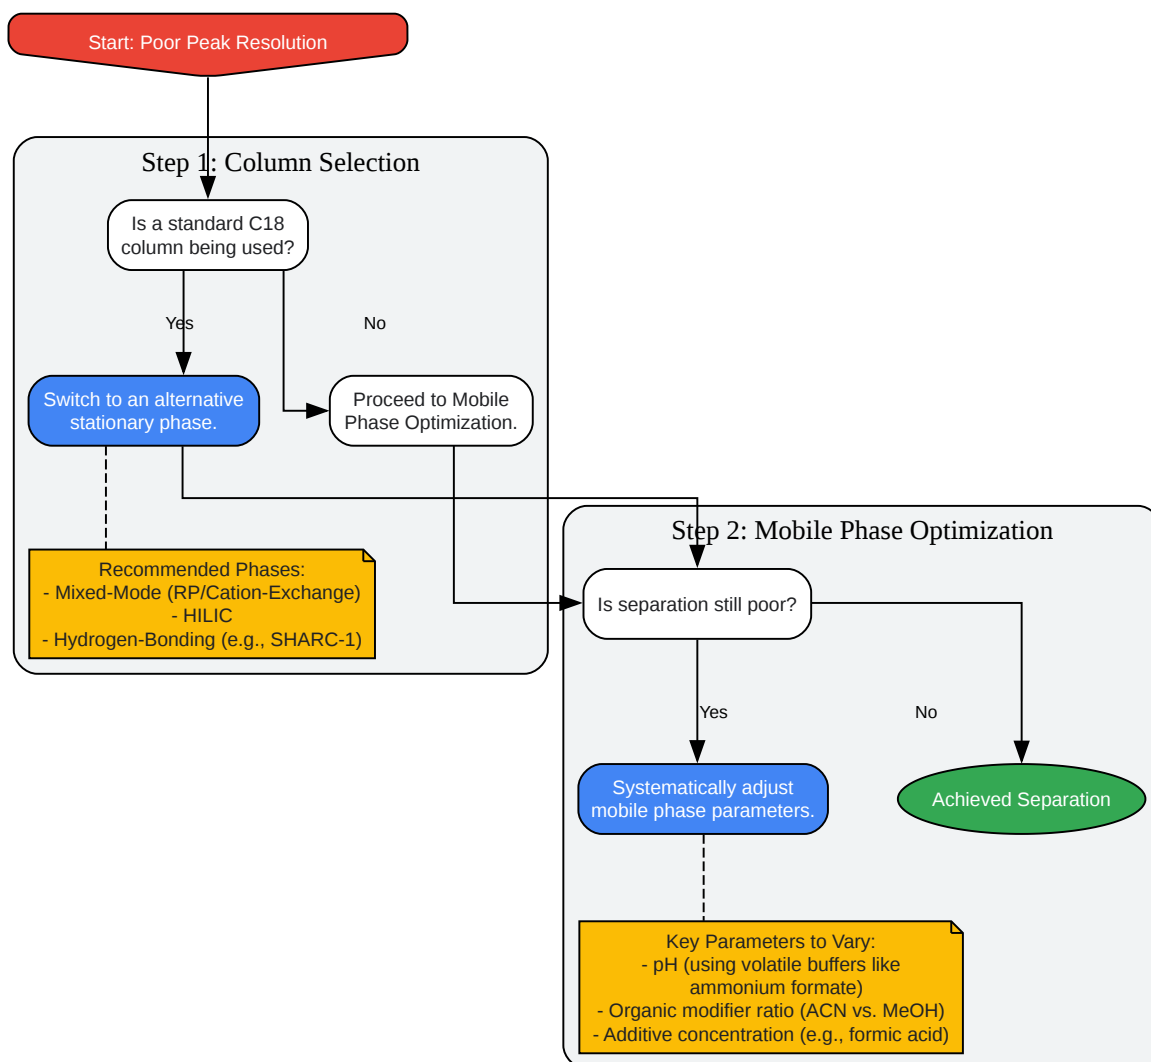 Start: Poor Peak Resolution
Step 1: Column Selection
Is a standard C18
column being used?
Yes
No
Switch to an alternative
stationary phase.
Proceed to Mobile
Phase Optimization.
Recommended Phases:
- Mixed-Mode (RP/Cation-Exchange)
- HILIC
- Hydrogen-Bonding (e.g., SHARC-1)
Step 2: Mobile Phase Optimization
Is separation still poor?
Yes
No
Systematically adjust
mobile phase parameters.
Achieved Separation
Key Parameters to Vary:
- pH (using volatile buffers like
ammonium formate)
- Organic modifier ratio (ACN vs. MeOH)
- Additive concentration (e.g., formic acid)